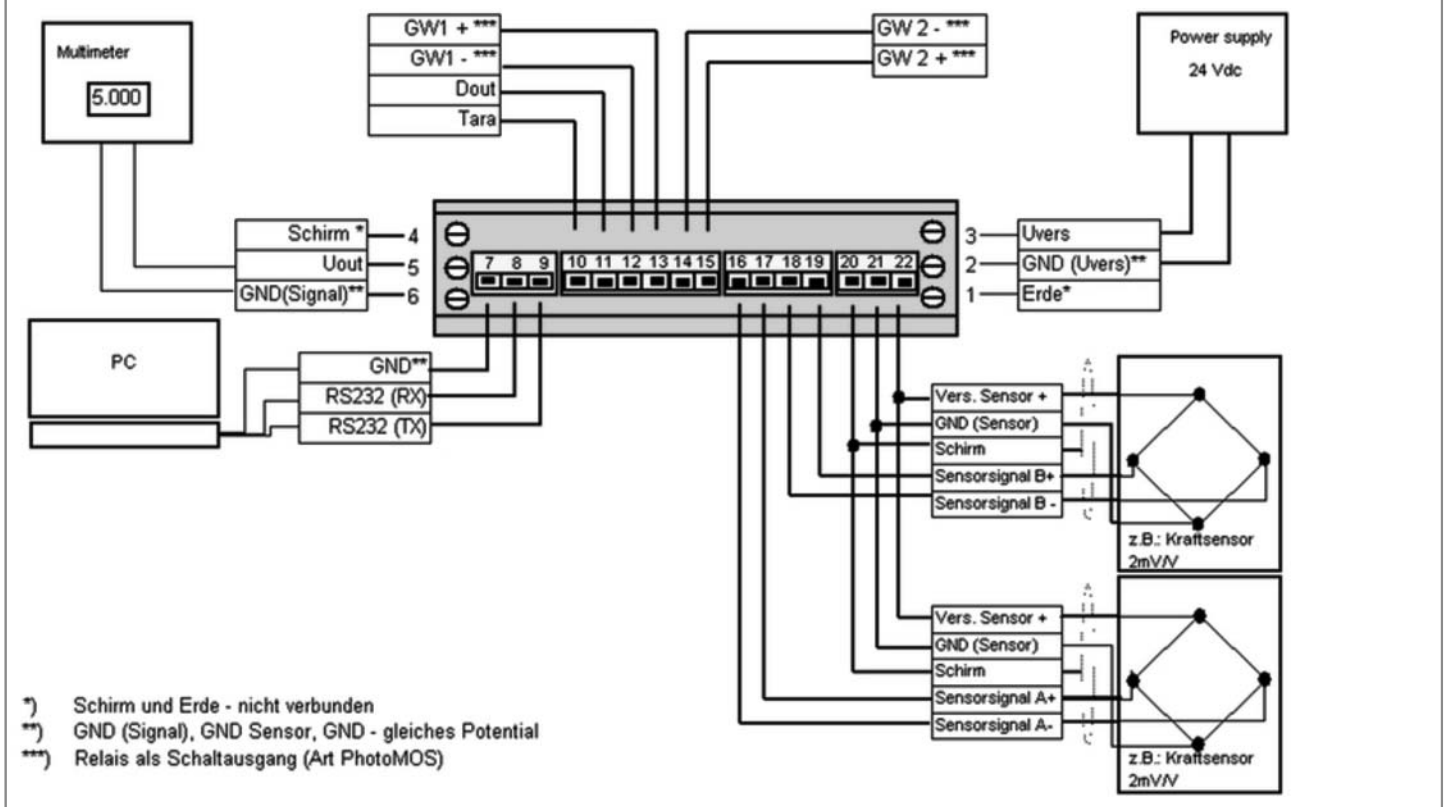 Multimeter
5.000
GW1 + ***
GW1 - ***
Dout
Tara
GW 2 - ***
GW 2 + ***
Power supply
24 Vdc
Schirm * 4
Uout 5
GND(Signal)** 6
7 8 9 10 11 12 13 14 15 16 17 18 19 20 21 22
3 Uvers
2 GND (Uvers)**
1 Erde*
PC
GND**
RS232 (RX)
RS232 (TX)
Vers. Sensor +
GND (Sensor)
Schirm
Sensorsignal B+
Sensorsignal B -
z.B.: Kraftsensor
2mV/V
Vers. Sensor +
GND (Sensor)
Schirm
Sensorsignal A+
Sensorsignal A-
z.B.: Kraftsensor
2mV/V
*) Schirm und Erde - nicht verbunden
**) GND (Signal), GND Sensor, GND - gleiches Potential
***) Relais als Schaltausgang (Art PhotoMOS)